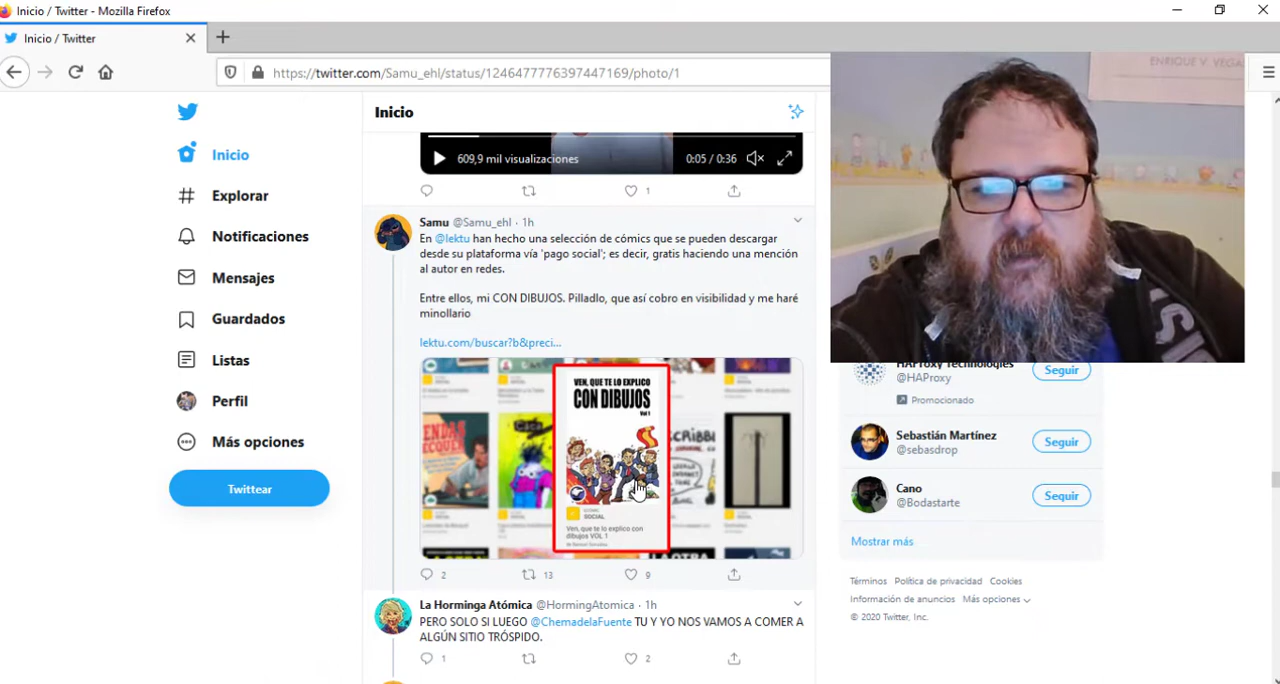 Inicio / Twitter - Mozilla Firefox
Inicio / Twitter
https://twitter.com/Samu_ehl/status/1246477776397447169/photo/1
ENRIQUE V. VEGAS
Inicio
Inicio
Explorar
Notificaciones
Mensajes
Guardados
Listas
Perfil
Más opciones
Twittear
609,9 mil visualizaciones
0:05 / 0:36
1
Samu @Samu_ehl · 1h
En @lektu han hecho una selección de cómics que se pueden descargar
desde su plataforma vía 'pago social'; es decir, gratis haciendo una mención
al autor en redes.
Entre ellos, mi CON DIBUJOS. Pilladlo, que así cobro en visibilidad y me haré
minollario
lektu.com/buscar?b&preci...
VEN, QUE TE LO EXPLICO
CON DIBUJOS
Vol 1
SOCIAL
Ven, que te lo explico con
dibujos VOL 1
2
13
9
La Horminga Atómica @HormingAtomica · 1h
PERO SOLO SI LUEGO @ChemadelaFuente TU Y YO NOS VAMOS A COMER A
ALGÚN SITIO TRÓSPIDO.
1
2
HAProxy Technologies
@HAProxy
Promocionado
Seguir
Sebastián Martínez
@sebasdrop
Seguir
Cano
@Bodastarte
Seguir
Mostrar más
Términos Política de privacidad Cookies
Información de anuncios Más opciones
© 2020 Twitter, Inc.